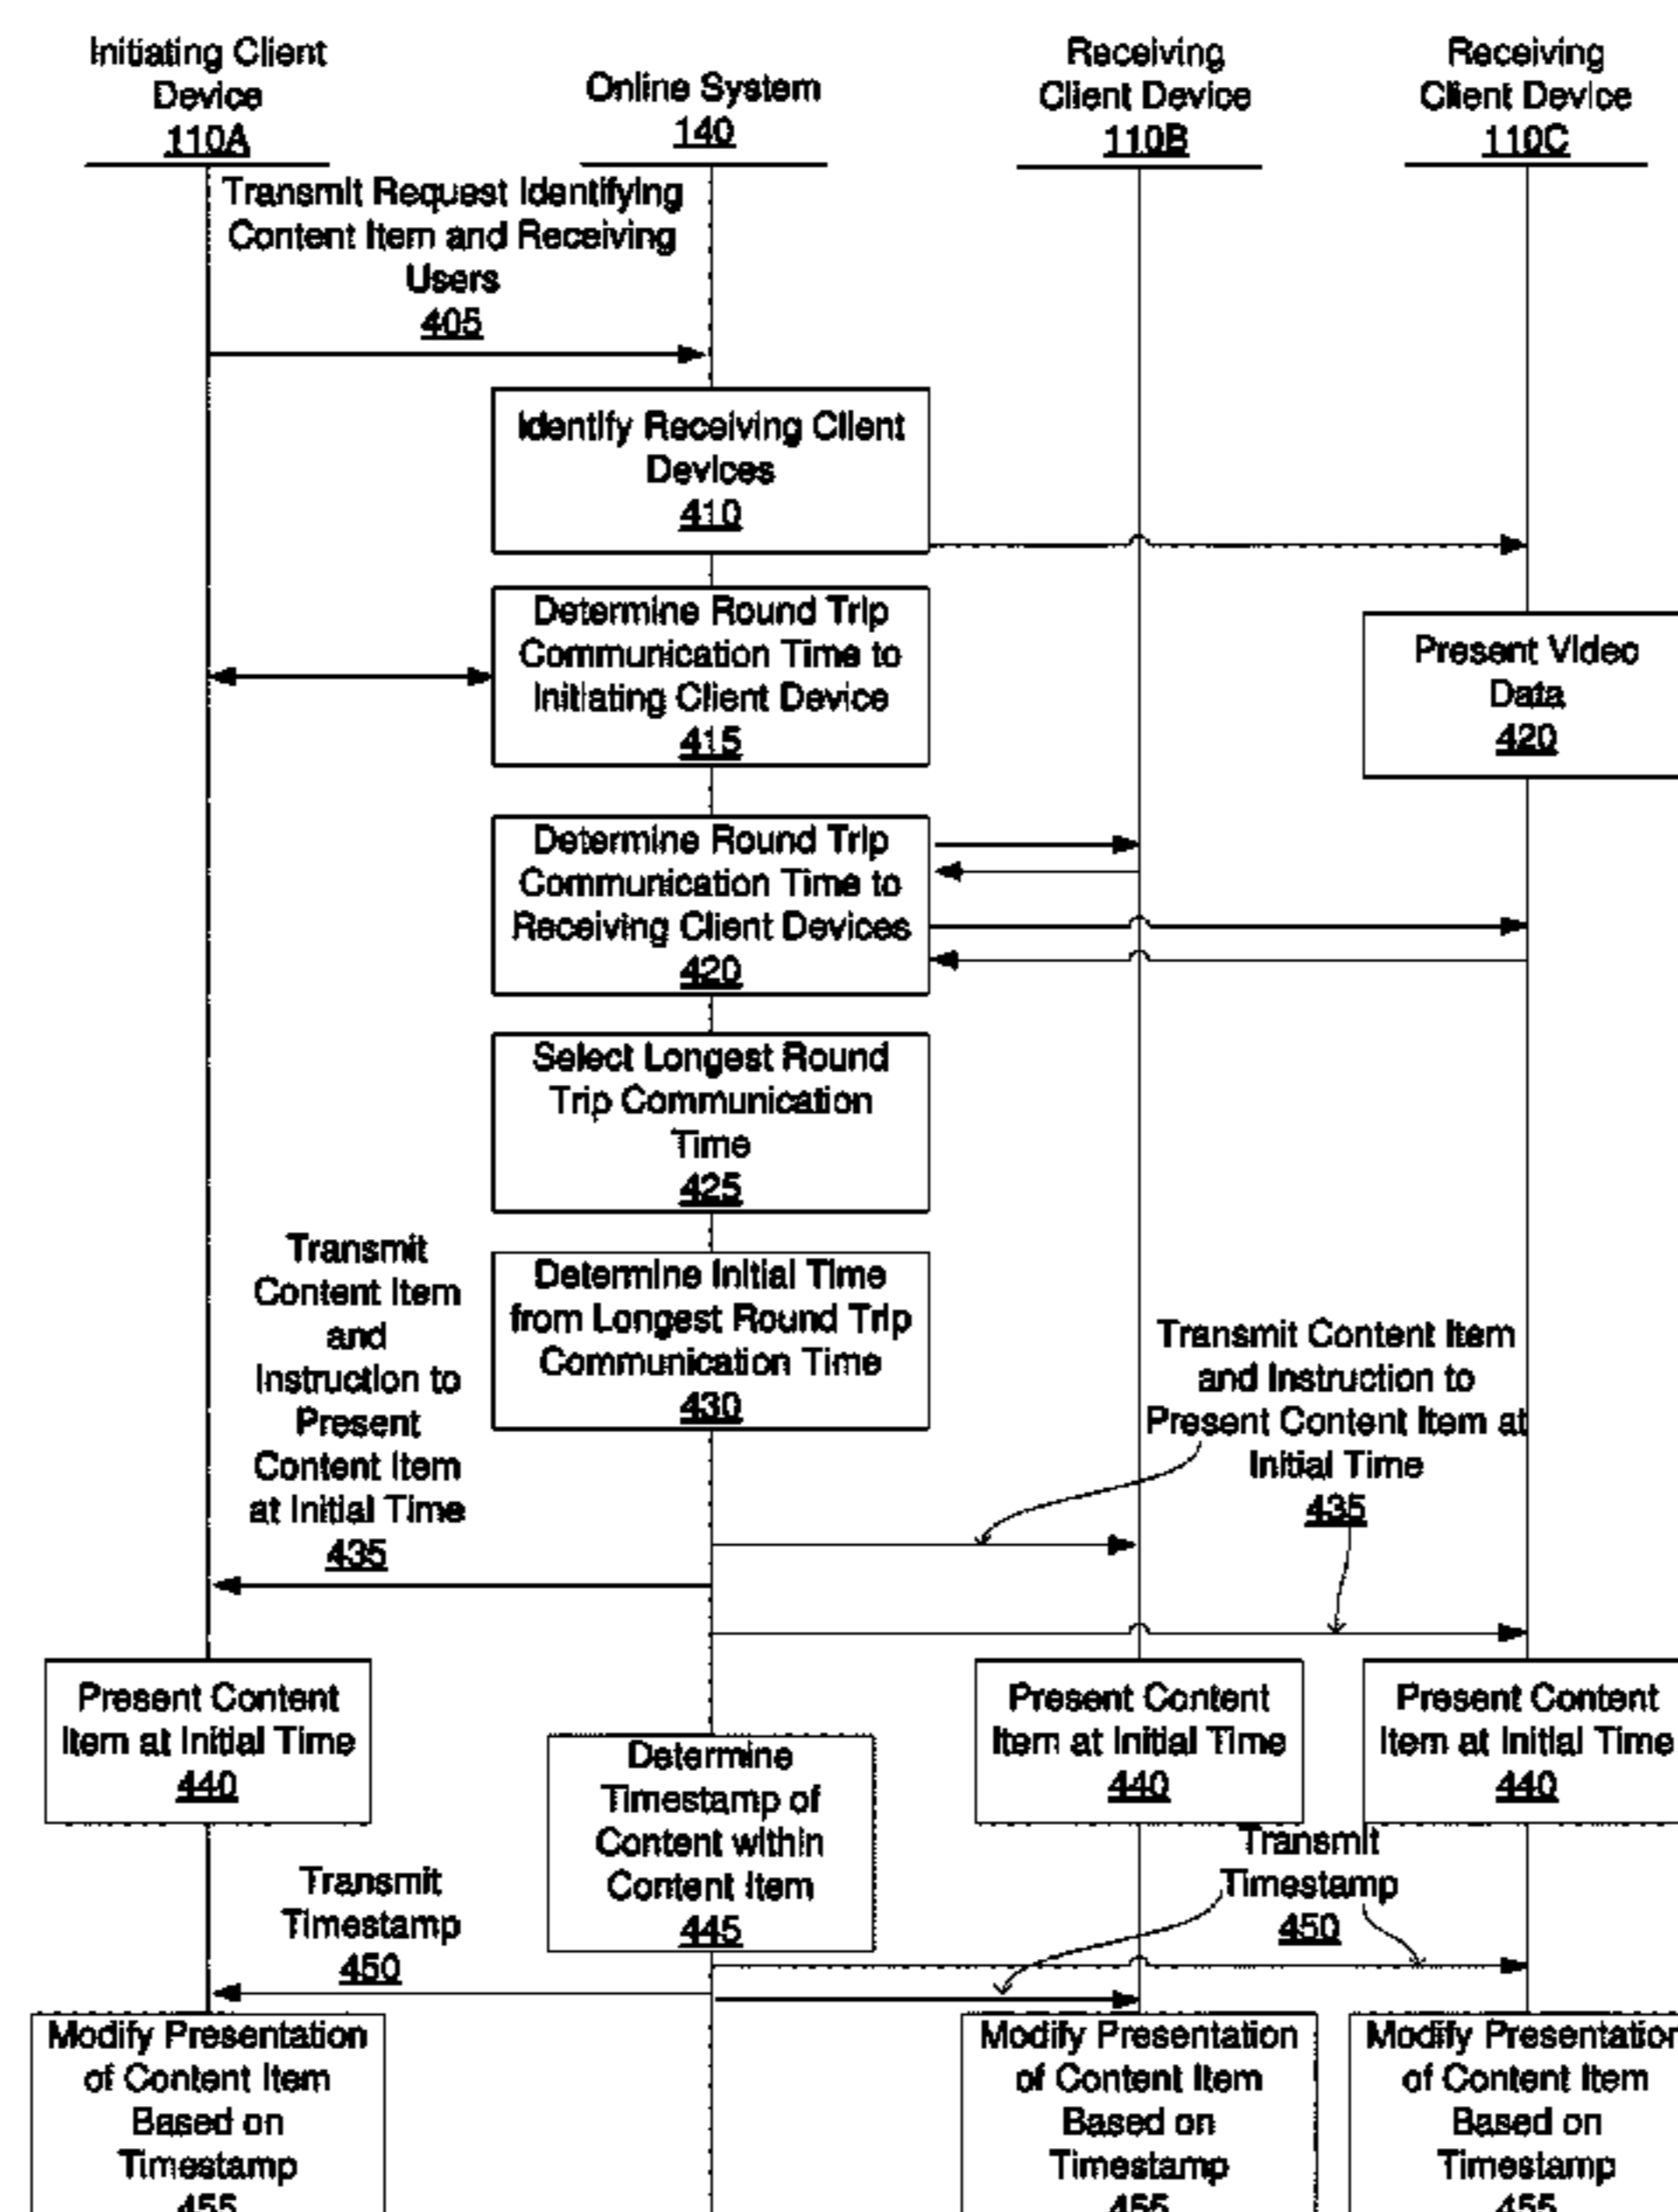 Initiating Client
Device
110A
Online System
140
Receiving
Client Device
110B
Receiving
Client Device
110C
Transmit Request Identifying
Content Item and Receiving
Users
405
Identify Receiving Client
Devices
410
Determine Round Trip
Communication Time to
Initiating Client Device
415
Present Video
Data
420
Determine Round Trip
Communication Time to
Receiving Client Devices
420
Select Longest Round
Trip Communication
Time
425
Transmit
Content Item
and
Instruction to
Present
Content Item
at Initial Time
435
Determine Initial Time
from Longest Round Trip
Communication Time
430
Transmit Content Item
and Instruction to
Present Content Item at
Initial Time
435
Present Content
Item at Initial Time
440
Determine
Timestamp of
Content within
Content Item
445
Present Content
Item at Initial Time
440
Present Content
Item at Initial Time
440
Transmit
Timestamp
450
Transmit
Timestamp
450
Modify Presentation
of Content Item
Based on
Timestamp
455
Modify Presentation
of Content Item
Based on
Timestamp
455
Modify Presentation
of Content Item
Based on
Timestamp
455